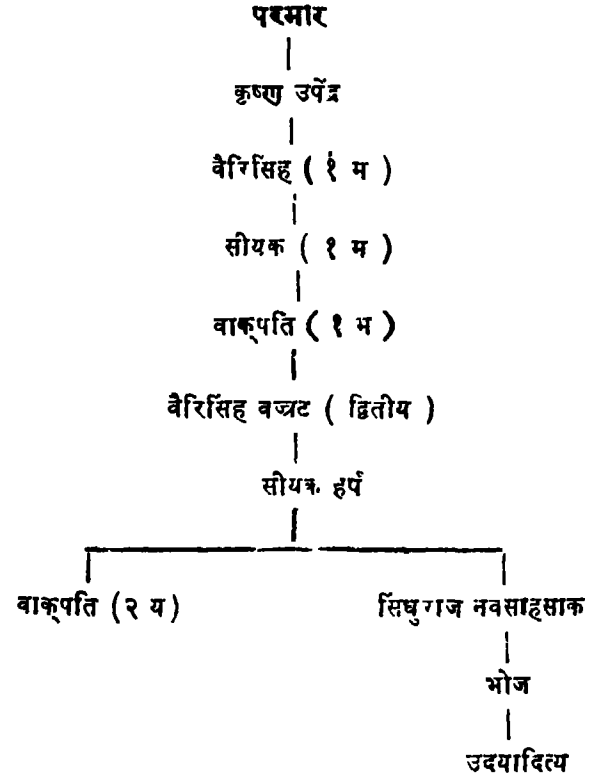 परमार
कृष्ण उपेंद्र
वैरिसिंह ( १ म )
सीयक ( १ म )
वाक्‌पति ( १ म )
वैरिसिंह वज्रट ( द्वितीय )
सीयक हर्ष
वाक्‌पति (२ य)
सिंधुराज नवसाहसाक
भोज
उदयादित्य